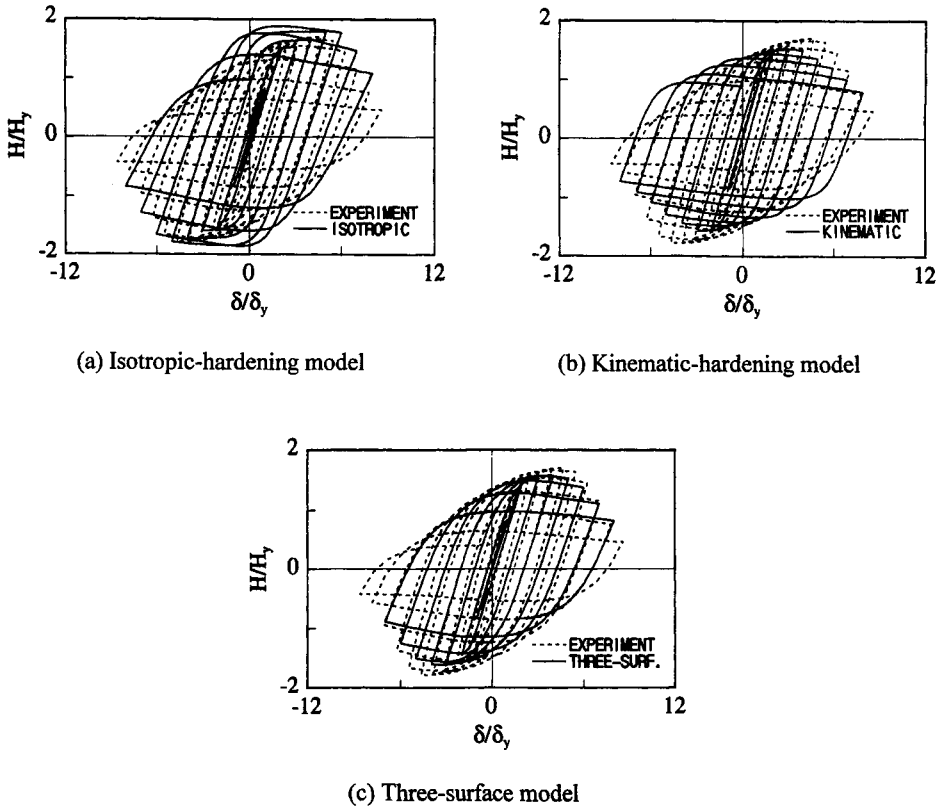 2
H/Hy
0
-2
-12
0
12
δ/δy
EXPERIMENT
ISOTROPIC
(a) Isotropic-hardening model
2
H/Hy
0
-2
-12
0
12
δ/δy
EXPERIMENT
KINEMATIC
(b) Kinematic-hardening model
2
H/Hy
0
-2
-12
0
12
δ/δy
EXPERIMENT
THREE-SURF.
(c) Three-surface model